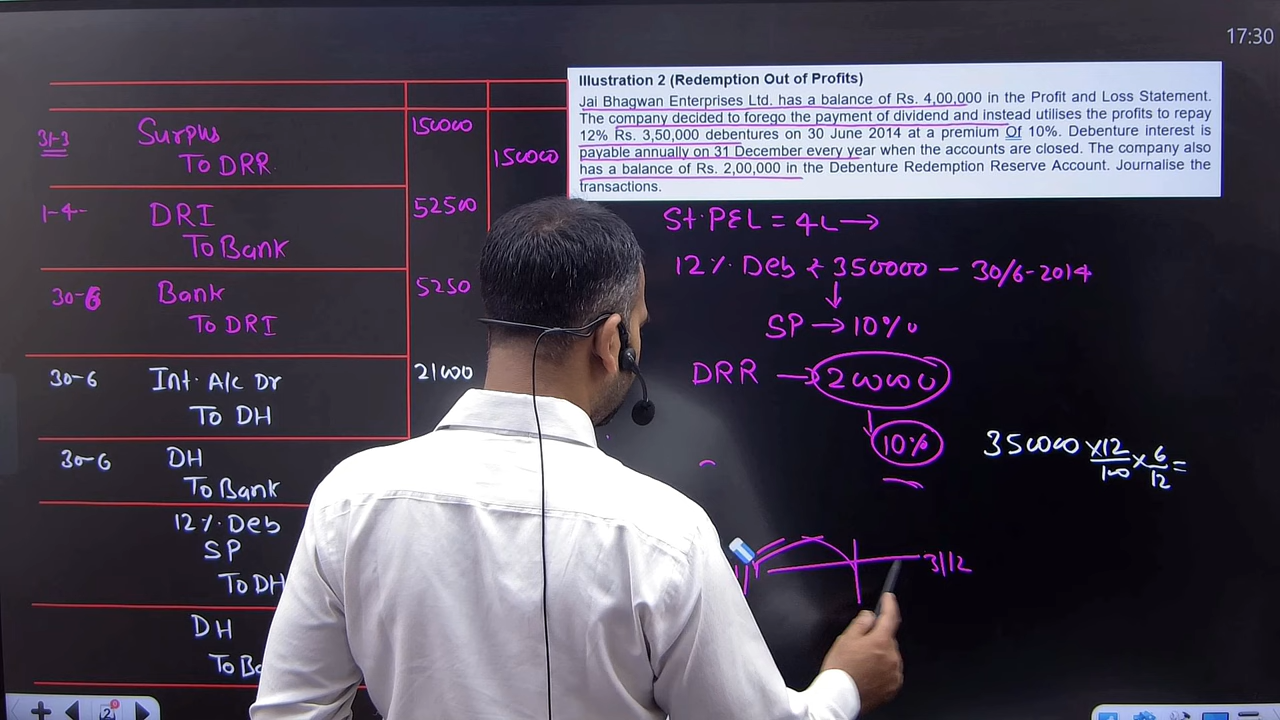 17:30
Illustration 2 (Redemption Out of Profits)
Jai Bhagwan Enterprises Ltd. has a balance of Rs. 4,00,000 in the Profit and Loss Statement.
The company decided to forego the payment of dividend and instead utilises the profits to repay
12% Rs. 3,50,000 debentures on 30 June 2014 at a premium Of 10%. Debenture interest is
payable annually on 31 December every year when the accounts are closed. The company also
has a balance of Rs. 2,00,000 in the Debenture Redemption Reserve Account. Journalise the
transactions.
31-3 Surplus 150000
To DRR 150000
1-4- DRI 52500
To Bank
30-6 Bank 5250
To DRI
30-6 Int. A/c Dr 21000
To DH
30-6 DH
To Bank
12% Deb
SP
To DH
DH
St. P&L = 4L →
12% Deb ₹ 350000 – 30/6-2014
↓
SP → 10%
DRR → 200000
↓
10%
350000 × 12/100 × 6/12 =
31/12
2